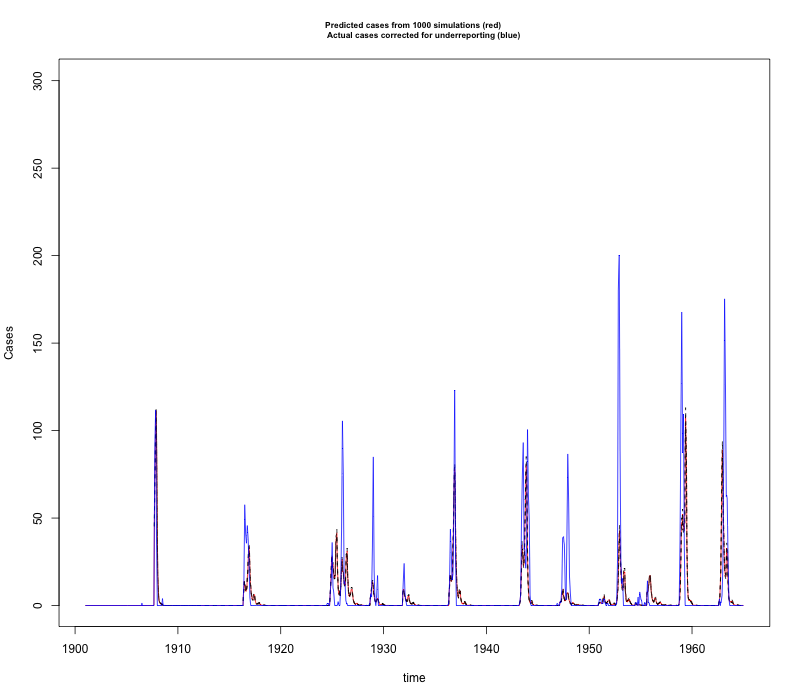 Predicted cases from 1000 simulations (red)
Actual cases corrected for underreporting (blue)
300
250
200
150
100
50
0
Cases
1900 1910 1920 1930 1940 1950 1960
time